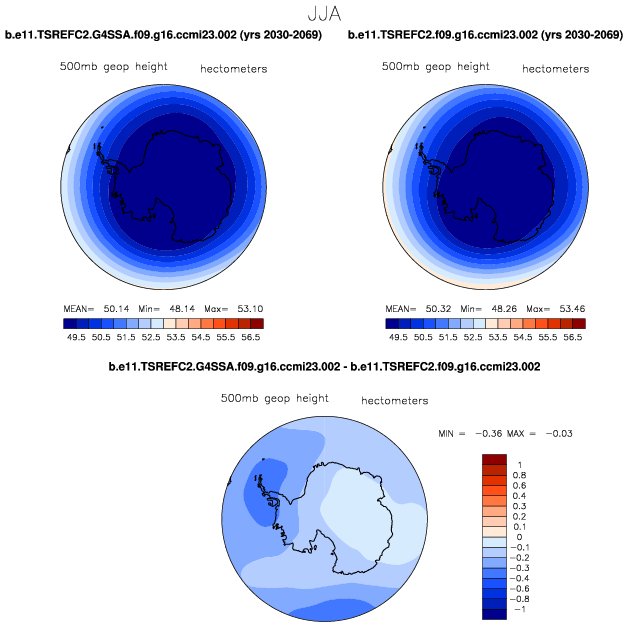 JJA
b.e11.TSREFC2.G4SSA.f09.g16.ccmi23.002 (yrs 2030-2069) b.e11.TSREFC2.f09.g16.ccmi23.002 (yrs 2030-2069)
500mb geop height hectometers 500mb geop height hectometers
MEAN= 50.14 Min= 48.14 Max= 53.10 MEAN= 50.32 Min= 48.26 Max= 53.46
49.5 50.5 51.5 52.5 53.5 54.5 55.5 56.5 49.5 50.5 51.5 52.5 53.5 54.5 55.5 56.5
b.e11.TSREFC2.G4SSA.f09.g16.ccmi23.002 - b.e11.TSREFC2.f09.g16.ccmi23.002
500mb geop height hectometers
MIN = -0.36 MAX = -0.03
1
0.8
0.6
0.4
0.3
0.2
0.1
0
-0.1
-0.2
-0.3
-0.4
-0.6
-0.8
-1